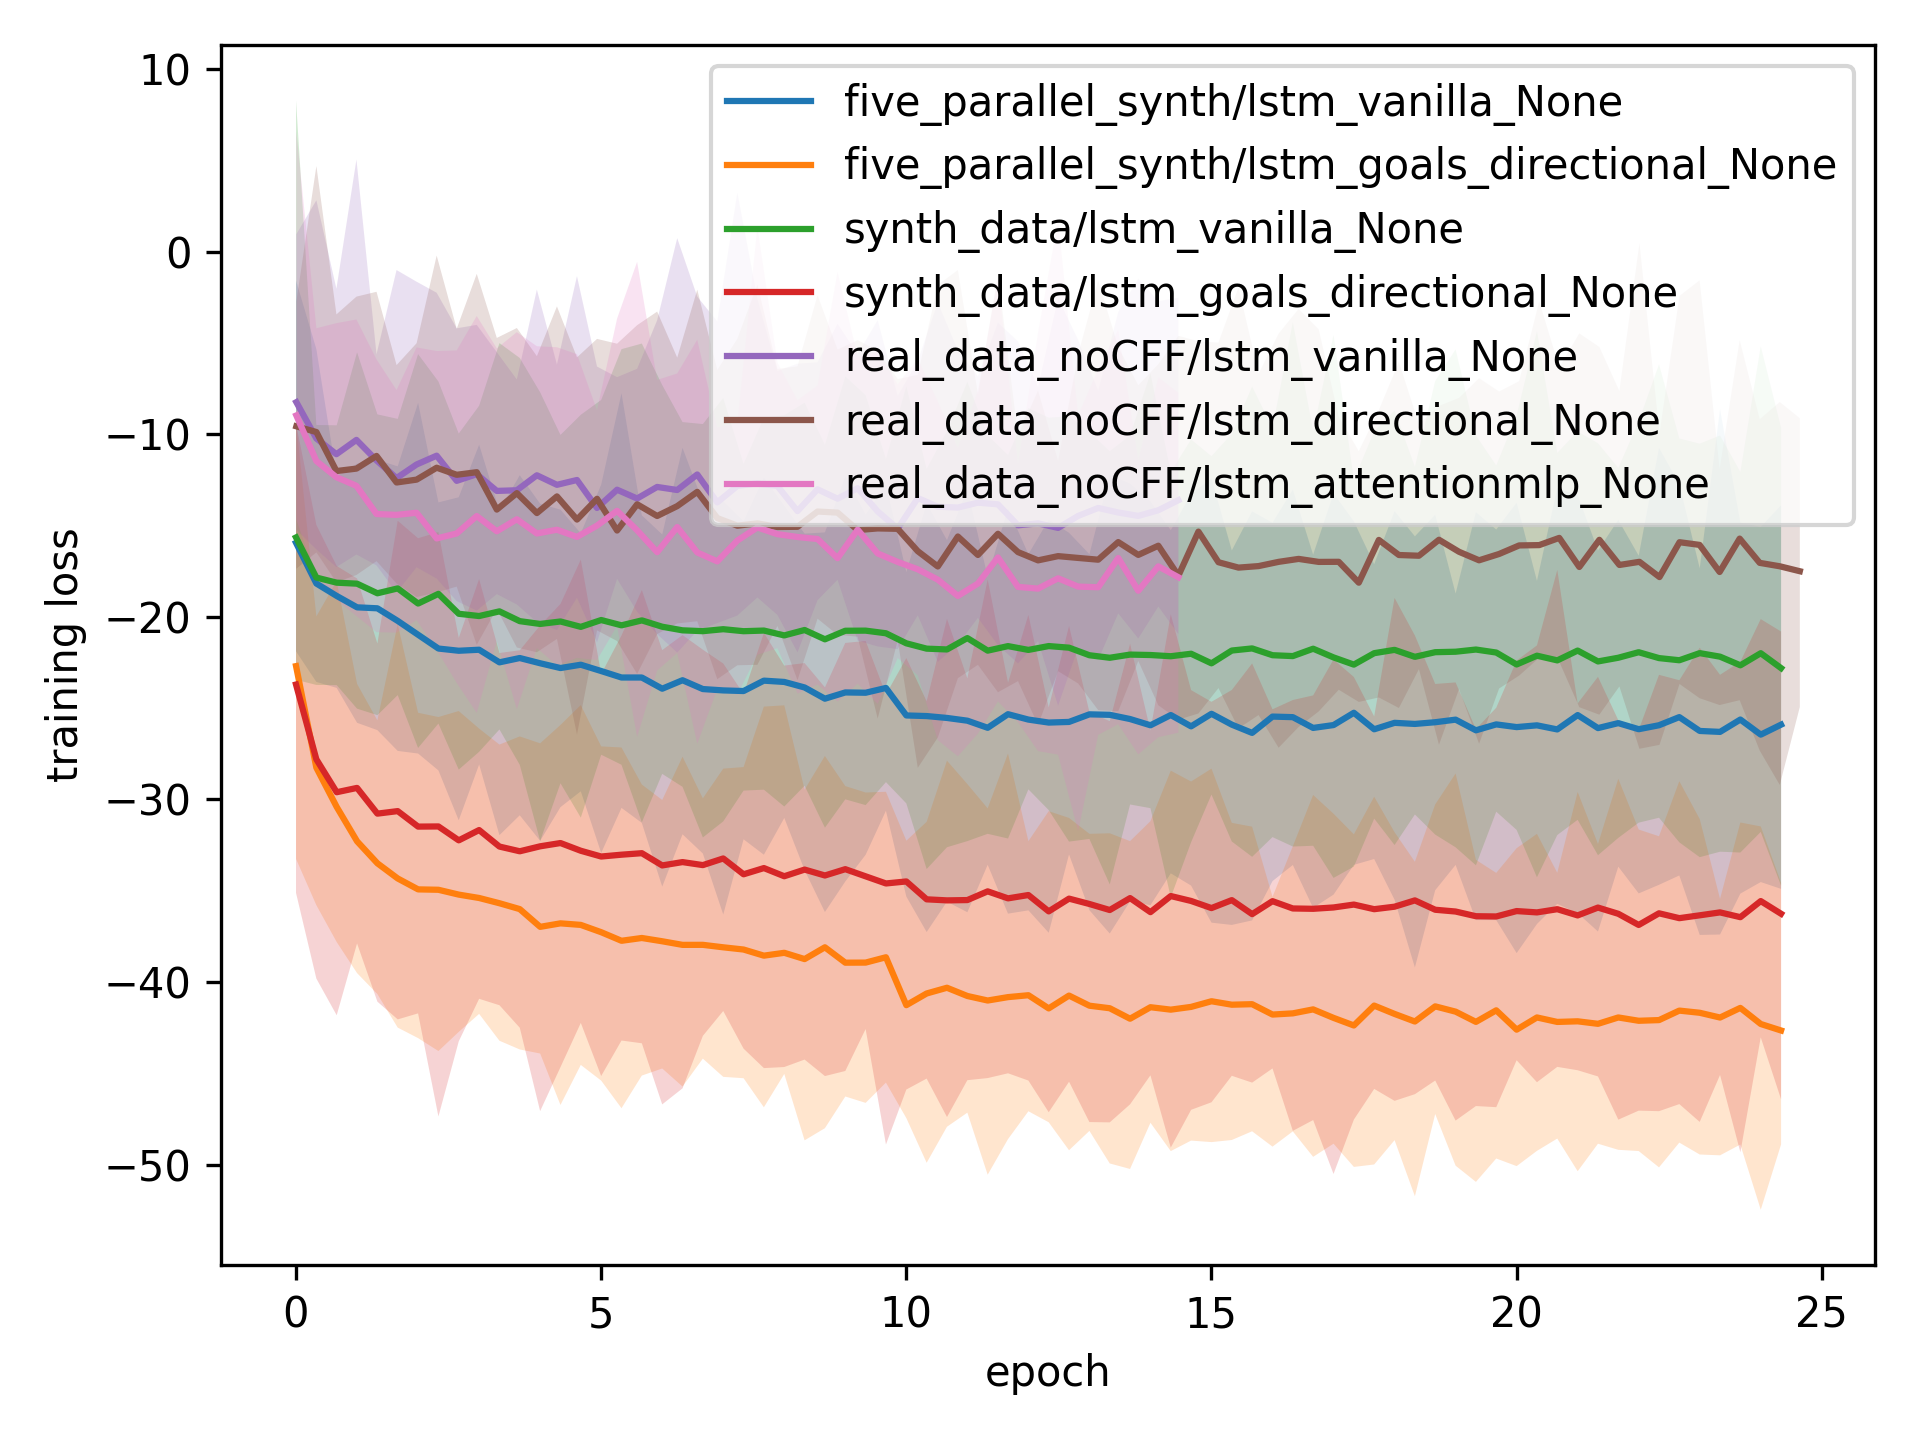 10
0
−10
−20
−30
−40
−50
training loss
five_parallel_synth/lstm_vanilla_None
five_parallel_synth/lstm_goals_directional_None
synth_data/lstm_vanilla_None
synth_data/lstm_goals_directional_None
real_data_noCFF/lstm_vanilla_None
real_data_noCFF/lstm_directional_None
real_data_noCFF/lstm_attentionmlp_None
0 5 10 15 20 25
epoch